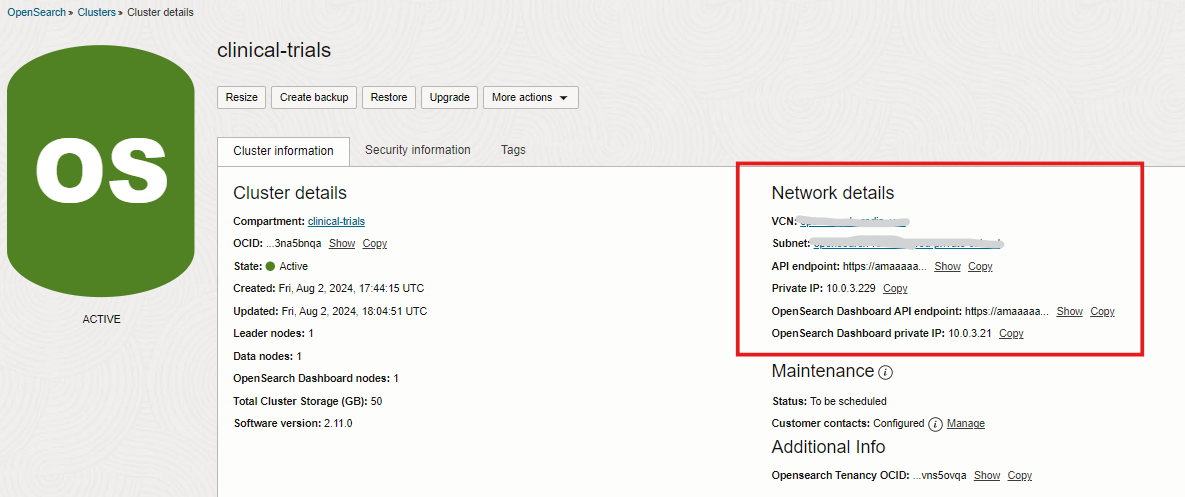 OpenSearch » Clusters » Cluster details
OS
ACTIVE
clinical-trials
Resize Create backup Restore Upgrade More actions
Cluster information Security information Tags
Cluster details
Compartment: clinical-trials
OCID: ...3na5bnqa Show Copy
State: Active
Created: Fri, Aug 2, 2024, 17:44:15 UTC
Updated: Fri, Aug 2, 2024, 18:04:51 UTC
Leader nodes: 1
Data nodes: 1
OpenSearch Dashboard nodes: 1
Total Cluster Storage (GB): 50
Software version: 2.11.0
Network details
VCN:
Subnet:
API endpoint: https://amaaaaa... Show Copy
Private IP: 10.0.3.229 Copy
OpenSearch Dashboard API endpoint: https://amaaaaa... Show Copy
OpenSearch Dashboard private IP: 10.0.3.21 Copy
Maintenance i
Status: To be scheduled
Customer contacts: Configured i Manage
Additional Info
Opensearch Tenancy OCID: ...vns5ovqa Show Copy